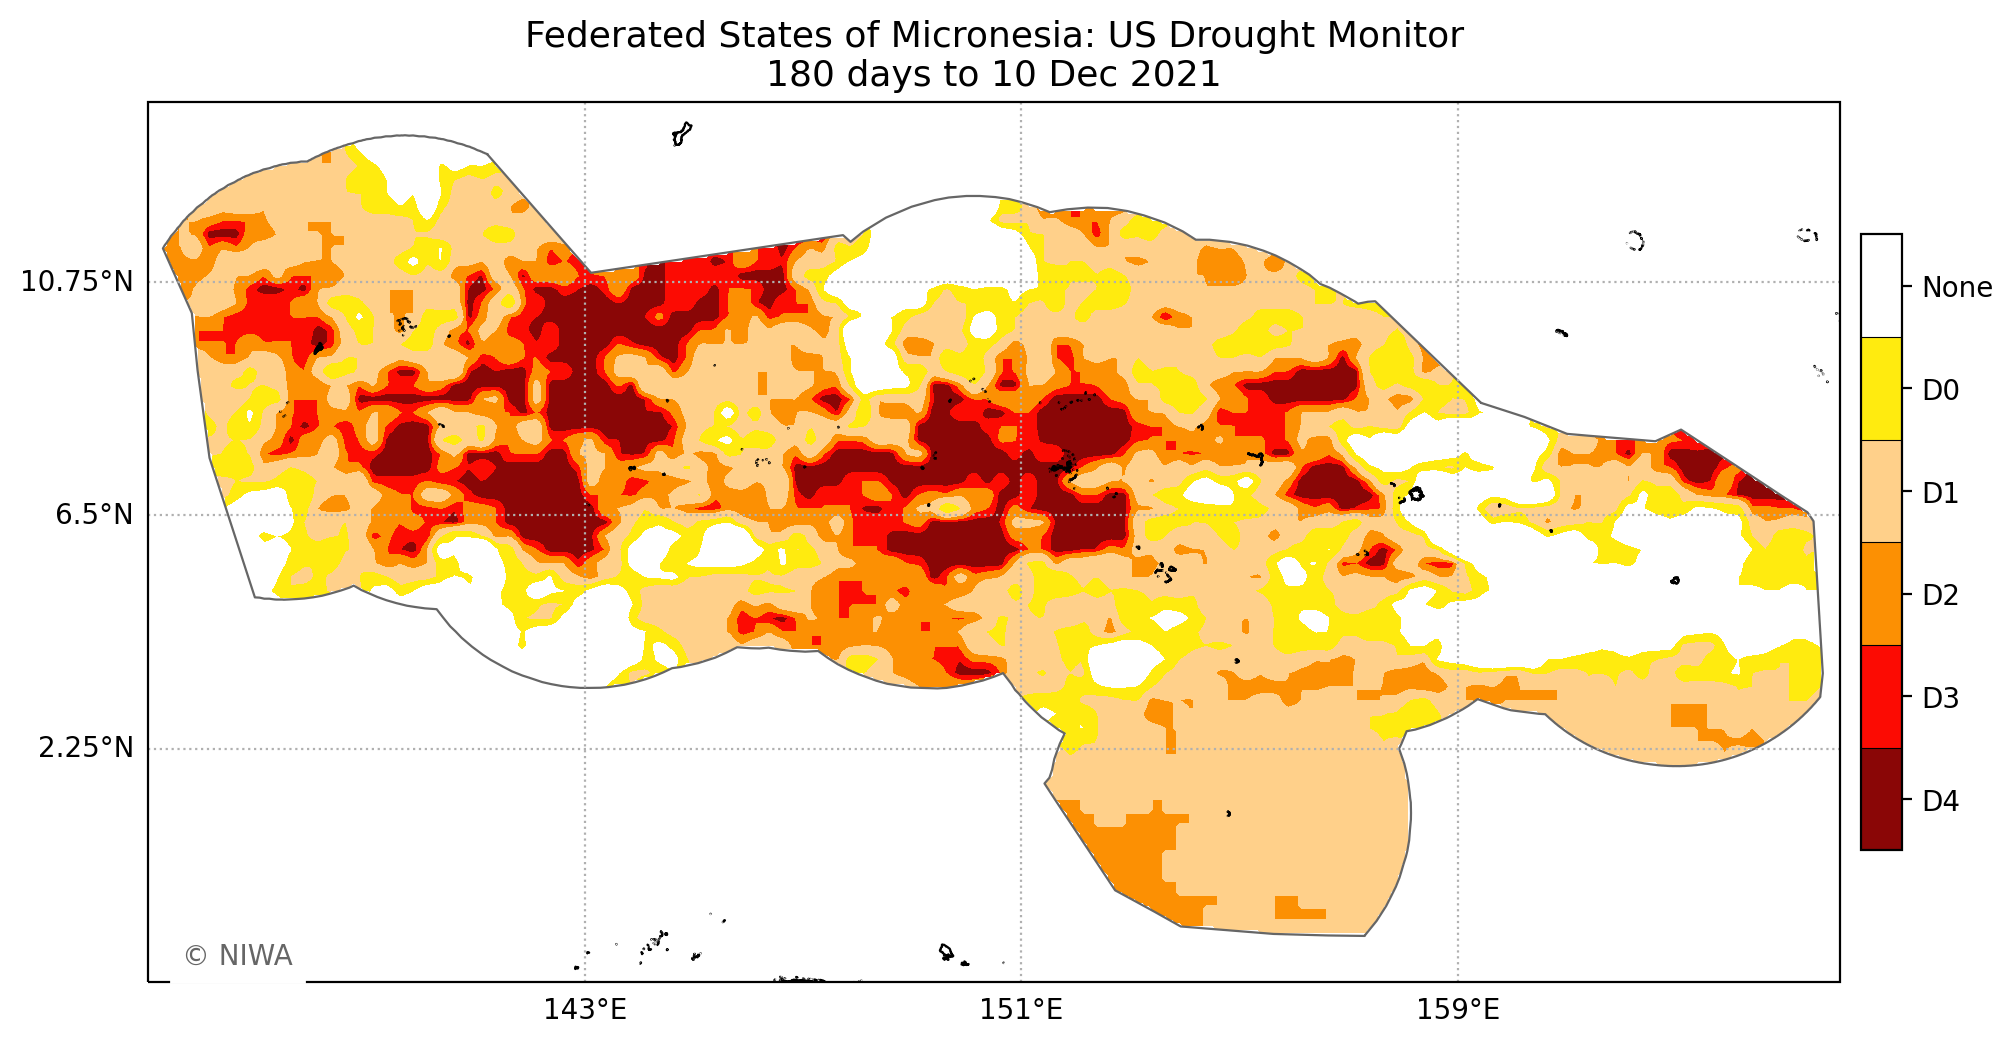 Federated States of Micronesia: US Drought Monitor
180 days to 10 Dec 2021
10.75°N
6.5°N
2.25°N
143°E
151°E
159°E
None
D0
D1
D2
D3
D4
© NIWA